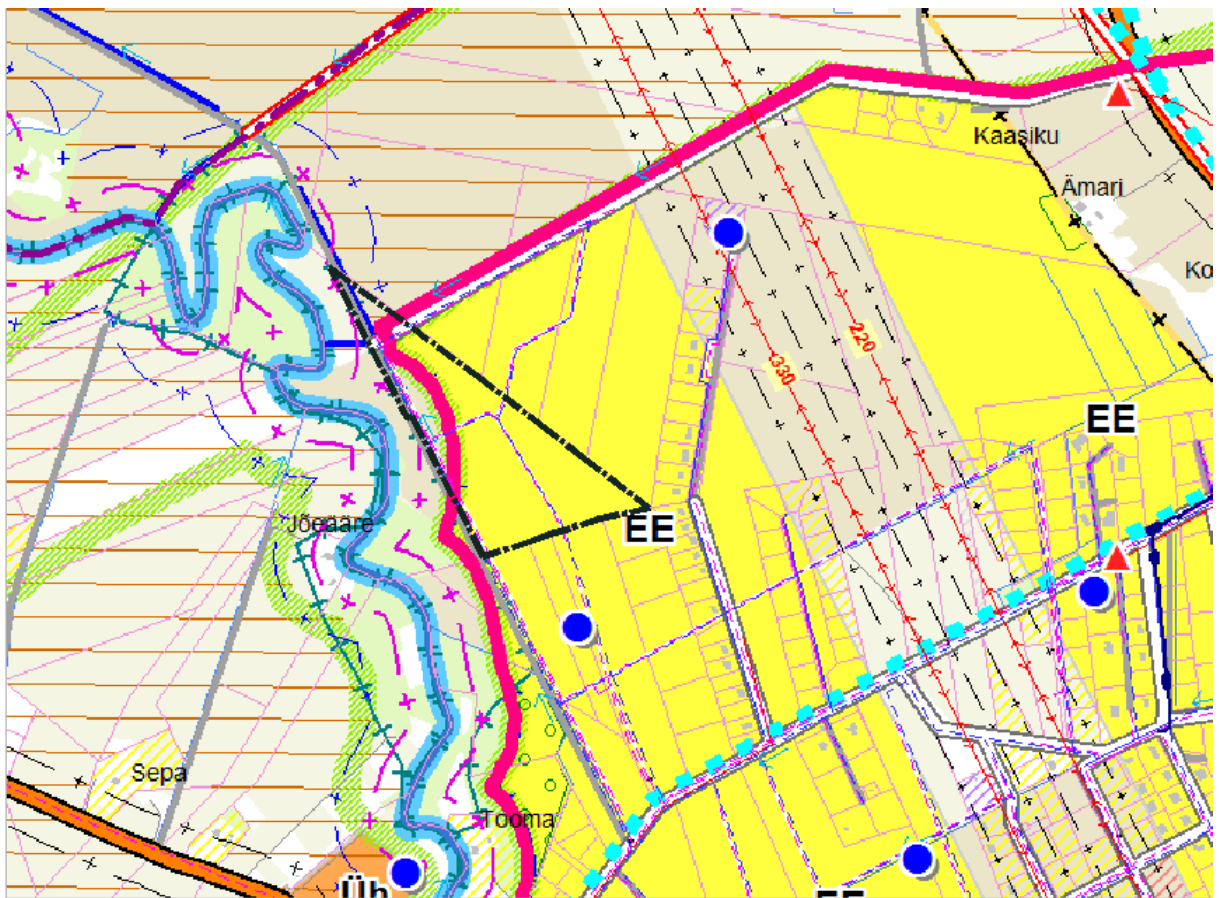 Kaasiku
Ämari
Ko
220
330
EE
EE
Jõeääre
Sepa
Tooma
Üh
EE